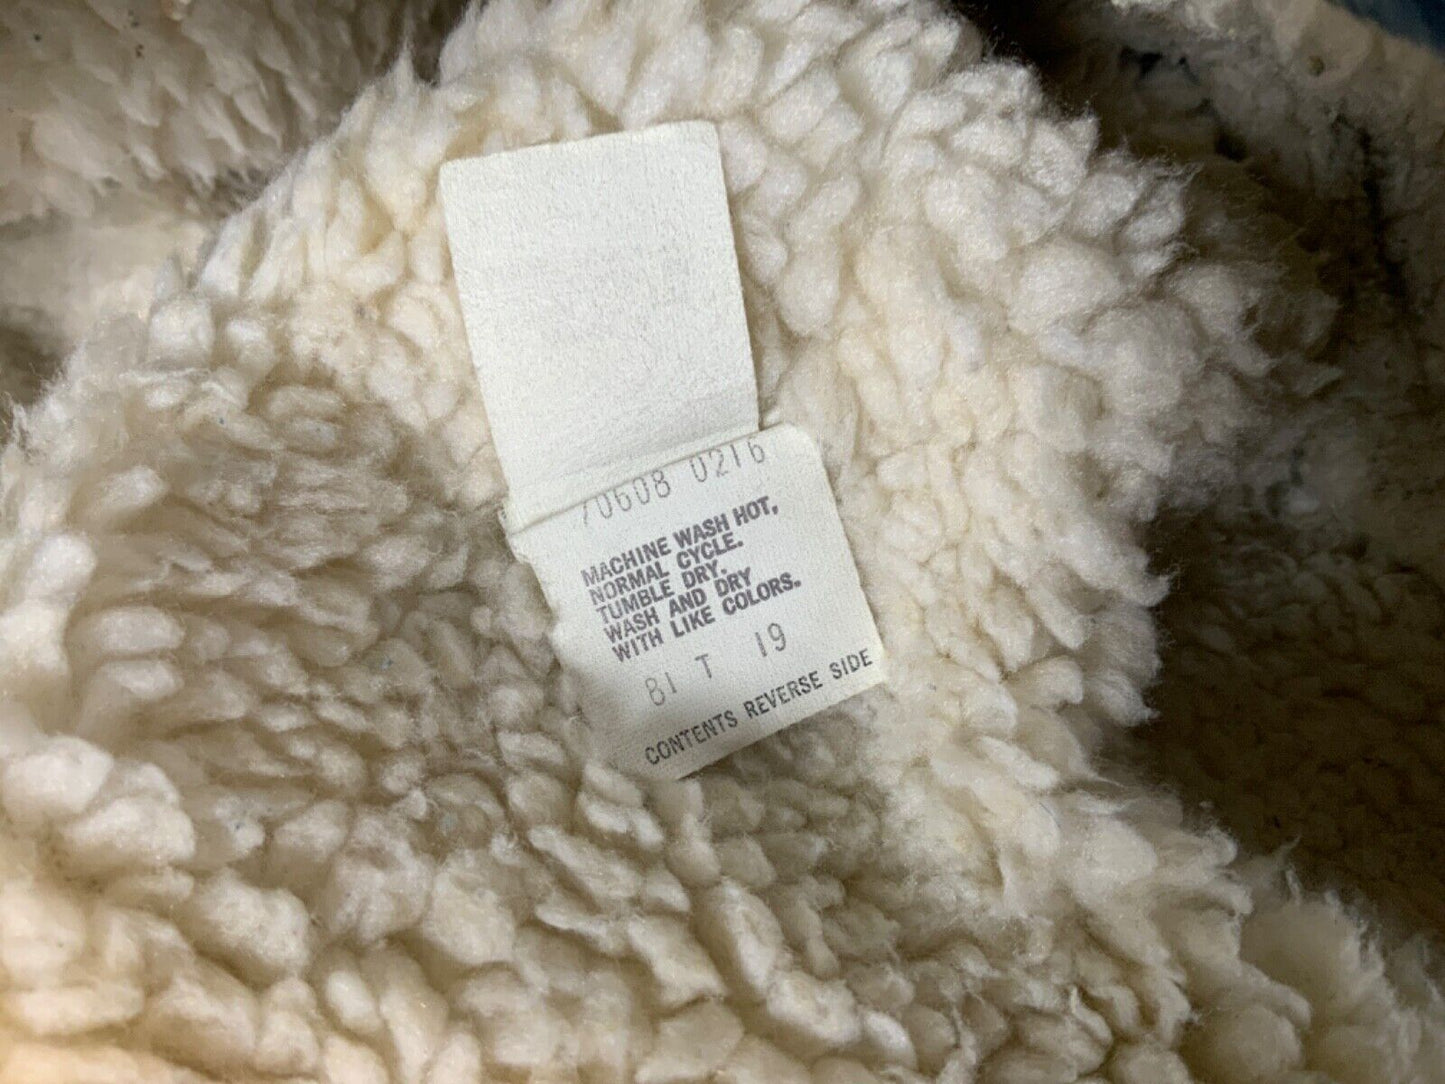 70608 0216
MACHINE WASH HOT,
NORMAL CYCLE.
TUMBLE DRY.
WASH AND DRY
WITH LIKE COLORS.
81 T 19
CONTENTS REVERSE SIDE